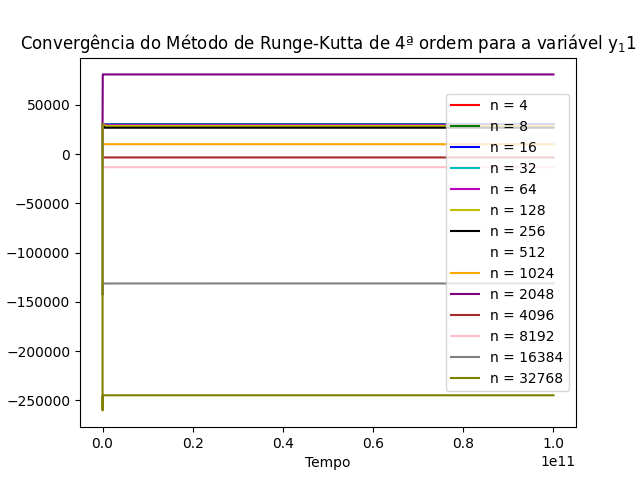 Convergência do Método de Runge-Kutta de 4ª ordem para a variável y₁1
50000
0
−50000
−100000
−150000
−200000
−250000
n = 4
n = 8
n = 16
n = 32
n = 64
n = 128
n = 256
n = 512
n = 1024
n = 2048
n = 4096
n = 8192
n = 16384
n = 32768
0.0 0.2 0.4 0.6 0.8 1.0
1e11
Tempo